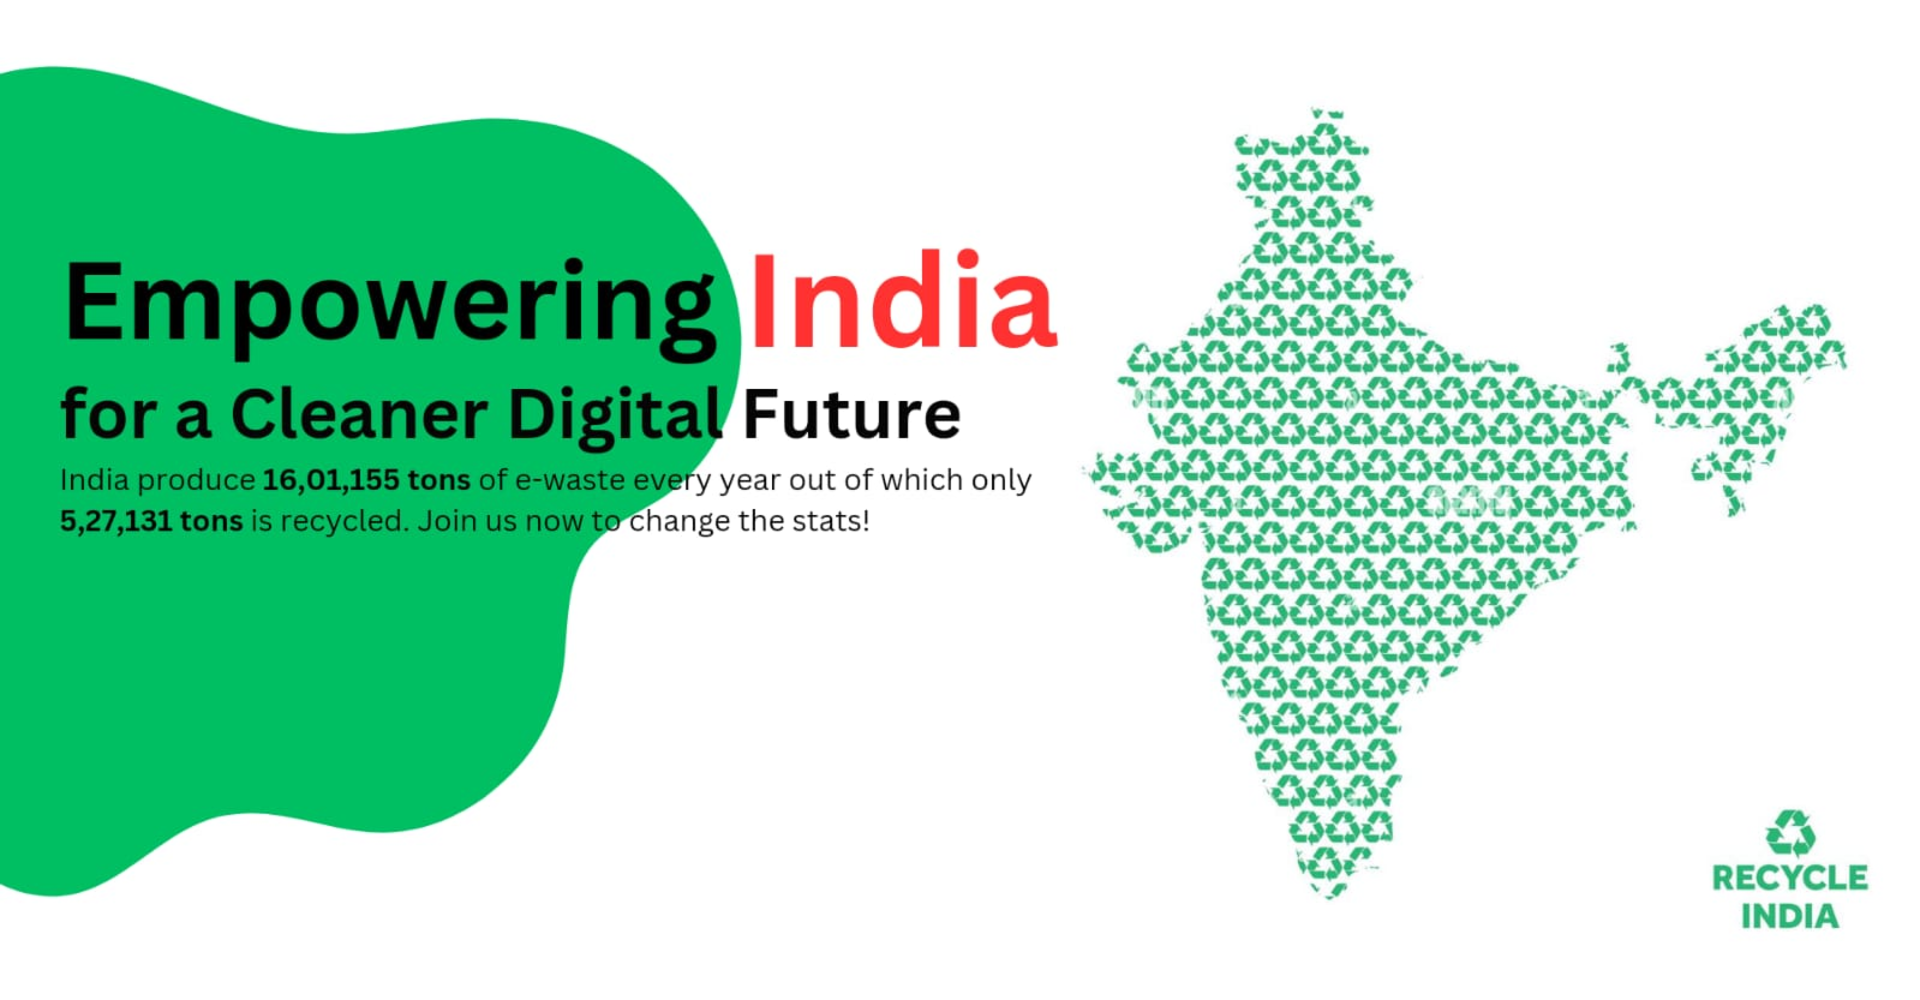 Empowering India
for a Cleaner Digital Future
India produce 16,01,155 tons of e-waste every year out of which only
5,27,131 tons is recycled. Join us now to change the stats!
RECYCLE
INDIA